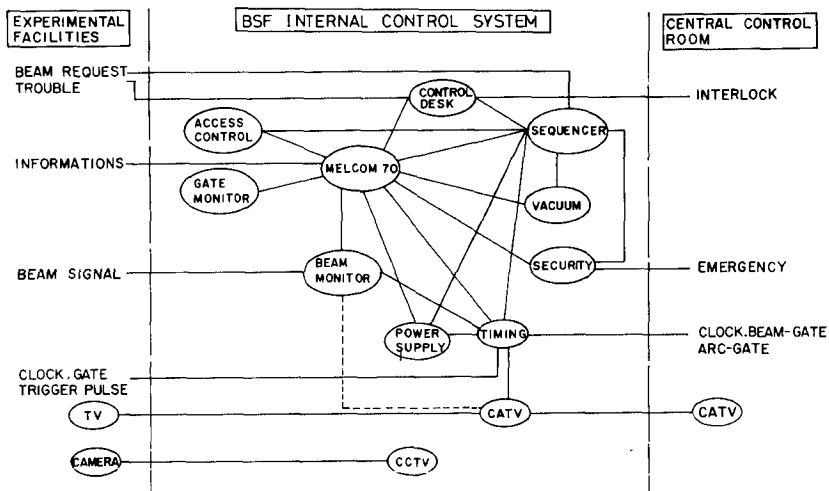 EXPERIMENTAL
FACILITIES
BSF INTERNAL CONTROL SYSTEM
CENTRAL CONTROL
ROOM
BEAM REQUEST
TROUBLE
CONTROL
DESK
INTERLOCK
ACCESS
CONTROL
SEQUENCER
INFORMATIONS
MELCOM 70
GATE
MONITOR
VACUUM
BEAM SIGNAL
BEAM
MONITOR
SECURITY
EMERGENCY
POWER
SUPPLY
TIMING
CLOCK.BEAM-GATE
ARC-GATE
CLOCK.GATE
TRIGGER PULSE
TV
CATV
CATV
CAMERA
CCTV